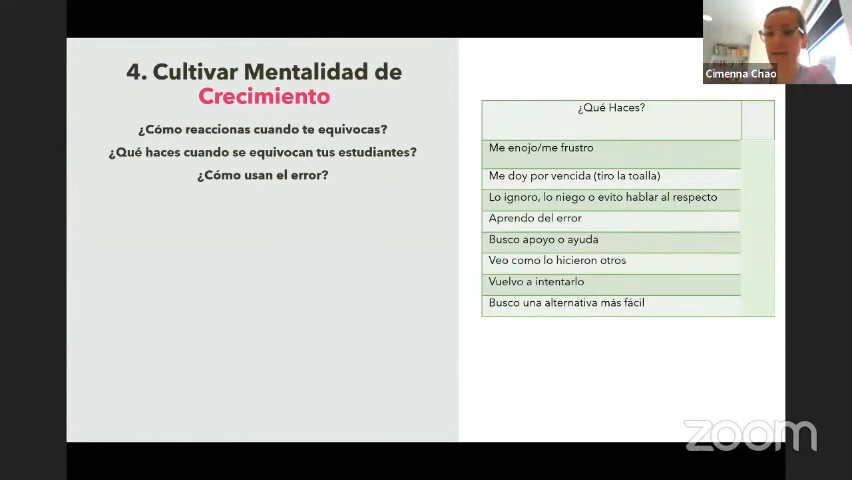 4. Cultivar Mentalidad de
Crecimiento
¿Cómo reaccionas cuando te equivocas?
¿Qué haces cuando se equivocan tus estudiantes?
¿Cómo usan el error?
¿Qué Haces?
Me enojo/me frustro
Me doy por vencida (tiro la toalla)
Lo ignoro, lo niego o evito hablar al respecto
Aprendo del error
Busco apoyo o ayuda
Veo como lo hicieron otros
Vuelvo a intentarlo
Busco una alternativa más fácil
Cimenna Chao
zoom